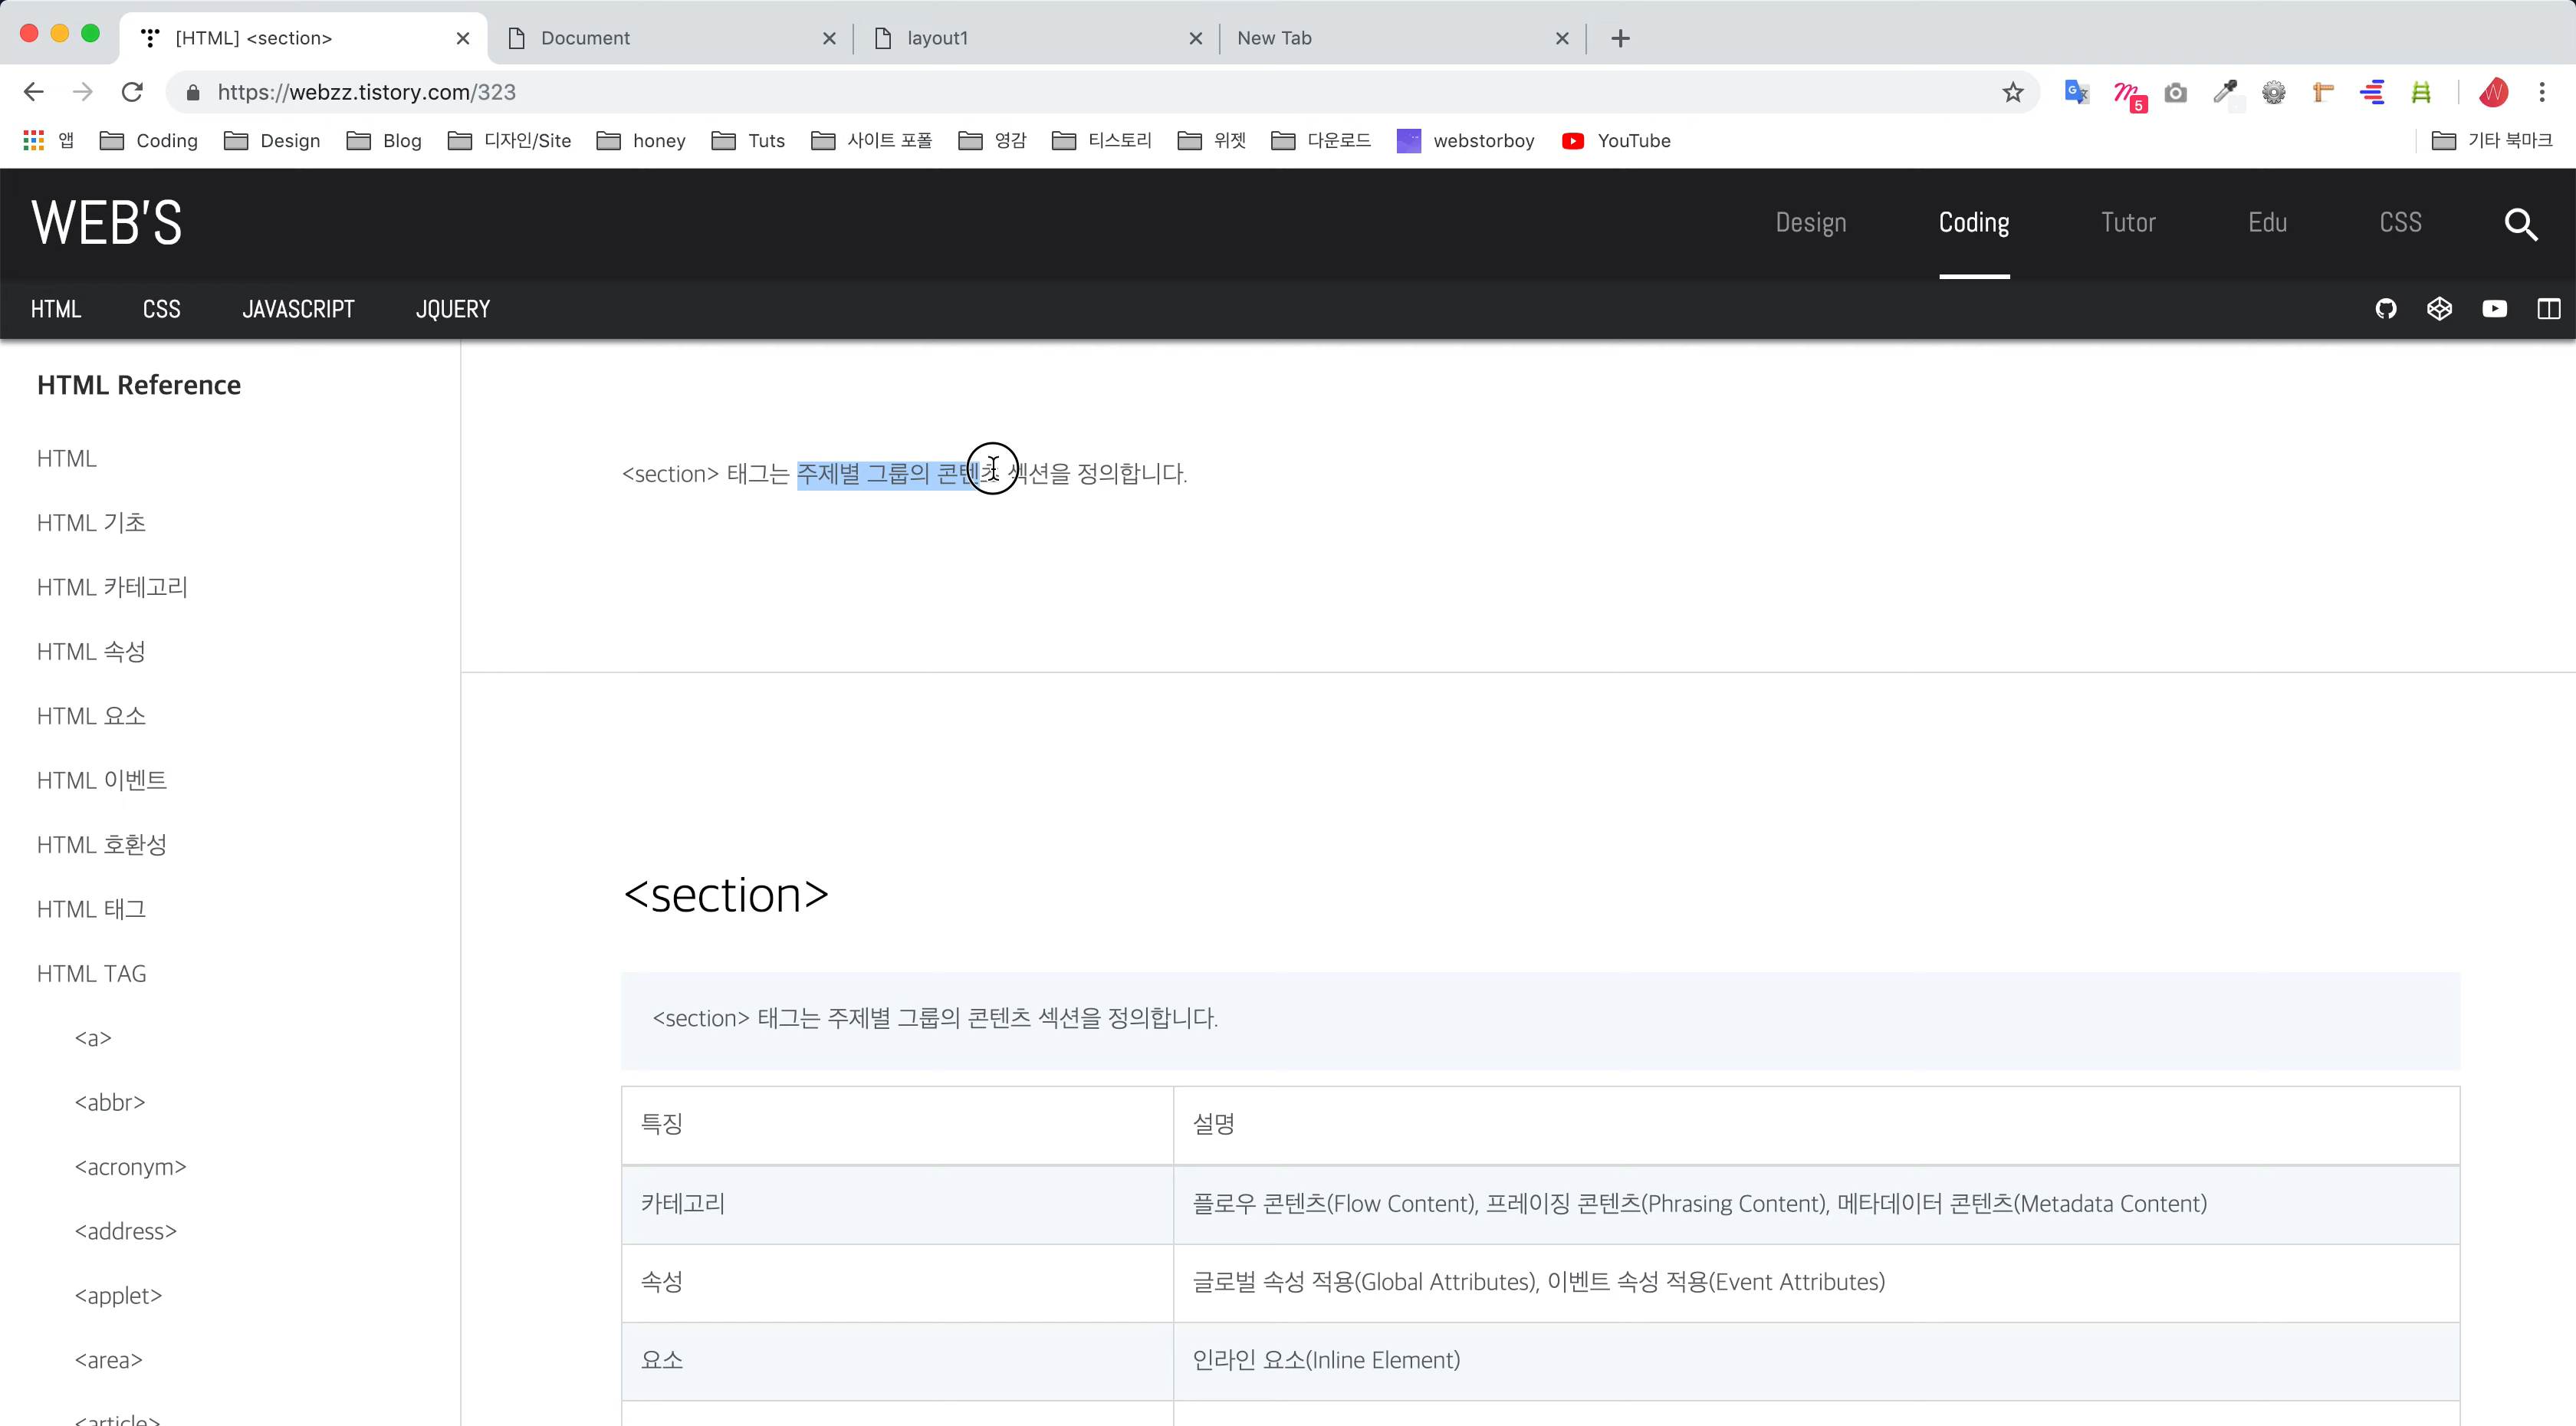 [HTML] <section>
Document
layout1
New Tab
https://webzz.tistory.com/323
5
앱 Coding Design Blog 디자인/Site honey Tuts 사이트 포폴 영감 티스토리 위젯 다운로드 webstorboy YouTube 기타 북마크
WEB'S
Design Coding Tutor Edu CSS
HTML CSS JAVASCRIPT JQUERY
HTML Reference
HTML
HTML 기초
HTML 카테고리
HTML 속성
HTML 요소
HTML 이벤트
HTML 호환성
HTML 태그
HTML TAG
<a>
<abbr>
<acronym>
<address>
<applet>
<area>
<article>
<section> 태그는 주제별 그룹의 콘텐츠 섹션을 정의합니다.
<section>
<section> 태그는 주제별 그룹의 콘텐츠 섹션을 정의합니다.
특징 설명
카테고리 플로우 콘텐츠(Flow Content), 프레이징 콘텐츠(Phrasing Content), 메타데이터 콘텐츠(Metadata Content)
속성 글로벌 속성 적용(Global Attributes), 이벤트 속성 적용(Event Attributes)
요소 인라인 요소(Inline Element)